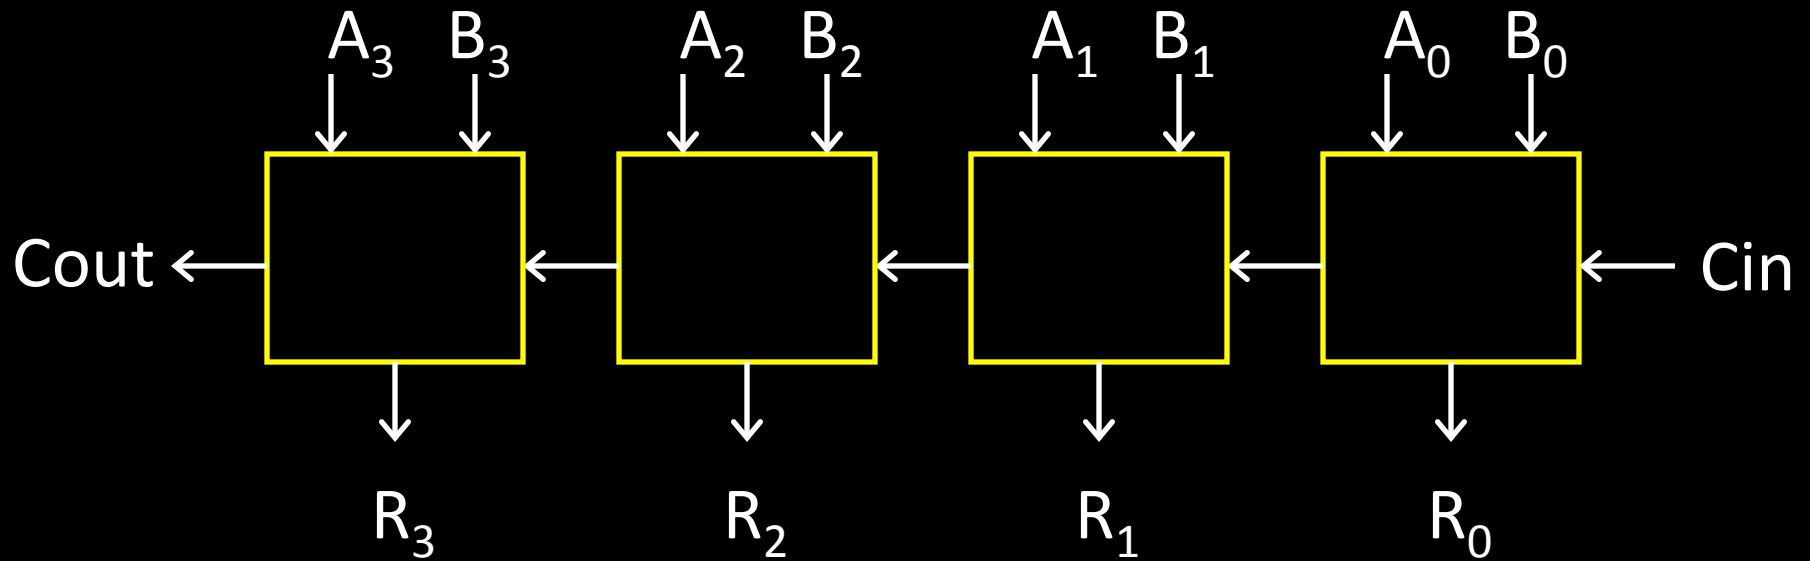 A₃ B₃ A₂ B₂ A₁ B₁ A₀ B₀
Cout Cin
R₃ R₂ R₁ R₀